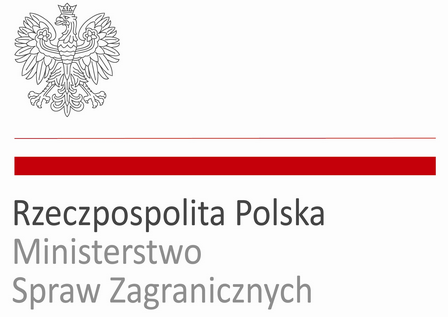 Rzeczpospolita Polska
Ministerstwo
Spraw Zagranicznych